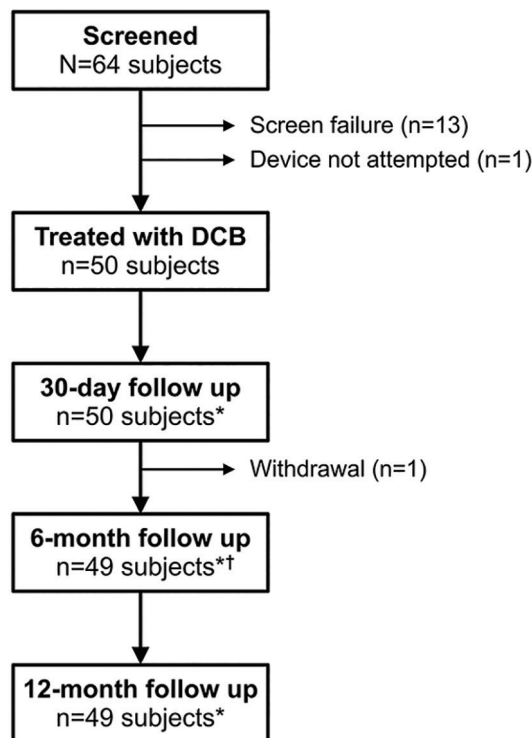 Screened
N=64 subjects
Screen failure (n=13)
Device not attempted (n=1)
Treated with DCB
n=50 subjects
30-day follow up
n=50 subjects*
Withdrawal (n=1)
6-month follow up
n=49 subjects*†
12-month follow up
n=49 subjects*